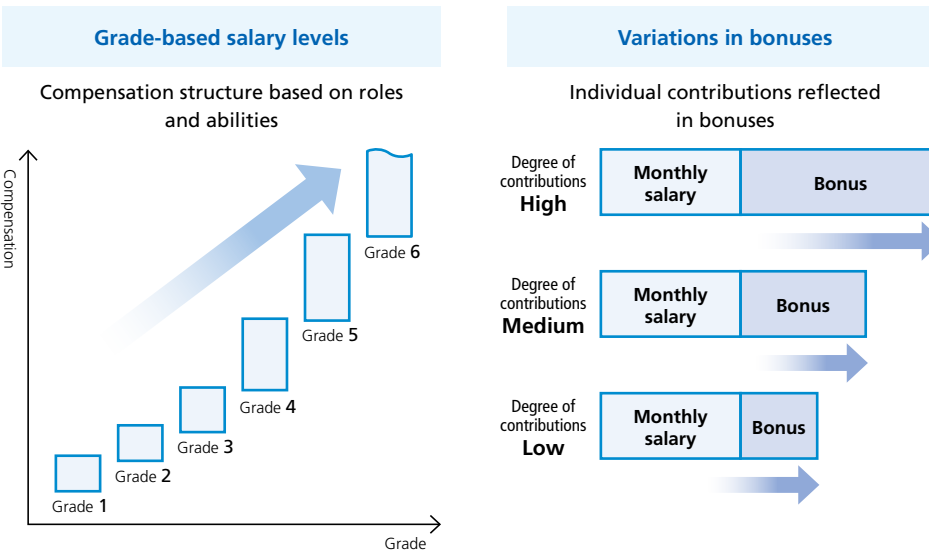 Grade-based salary levels
Compensation structure based on roles
and abilities
Compensation
Grade 6
Grade 5
Grade 4
Grade 3
Grade 2
Grade 1
Grade
Variations in bonuses
Individual contributions reflected
in bonuses
Degree of
contributions
High
Monthly
salary
Bonus
Degree of
contributions
Medium
Monthly
salary
Bonus
Degree of
contributions
Low
Monthly
salary
Bonus